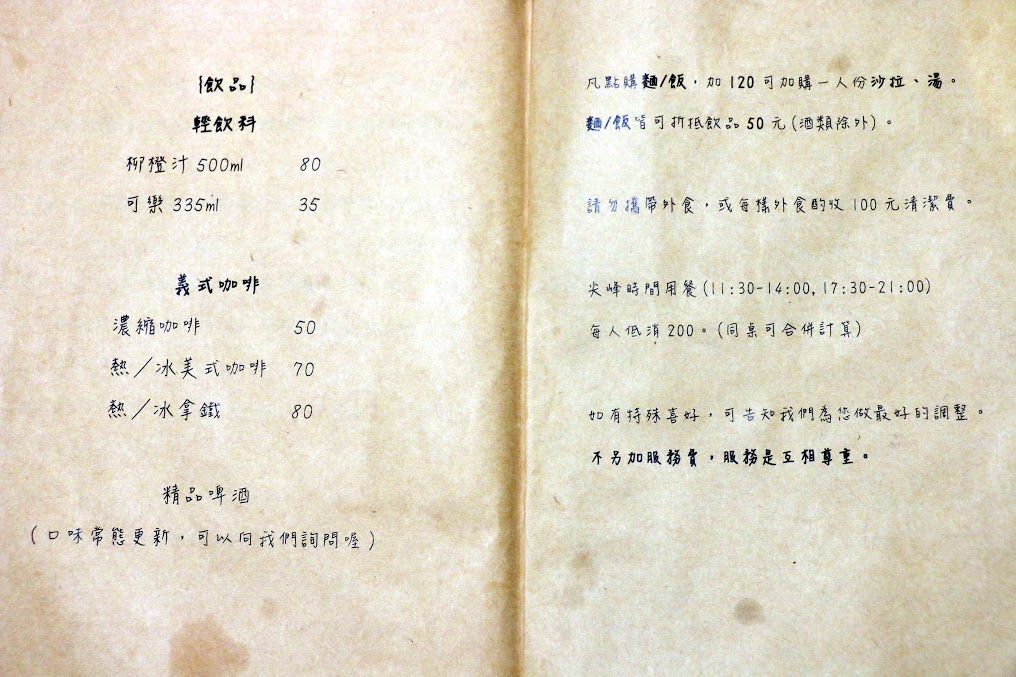 {飲品}
輕飲料
柳橙汁 500ml 80
可樂 335ml 35
義式咖啡
濃縮咖啡 50
熱/冰美式咖啡 70
熱/冰拿鐵 80
精品啤酒
(口味常態更新,可以向我們詢問喔)
凡點購麵/飯,加 120 可加購一人份沙拉、湯。
麵/飯皆可折抵飲品 50 元 (酒類除外)。
請勿攜帶外食,或每樣外食酌收 100 元清潔費。
尖峰時間用餐 (11:30-14:00, 17:30-21:00)
每人低消 200。(同桌可合併計算)
如有特殊喜好,可告知我們為您做最好的調整。
不另加服務費,服務是互相尊重。